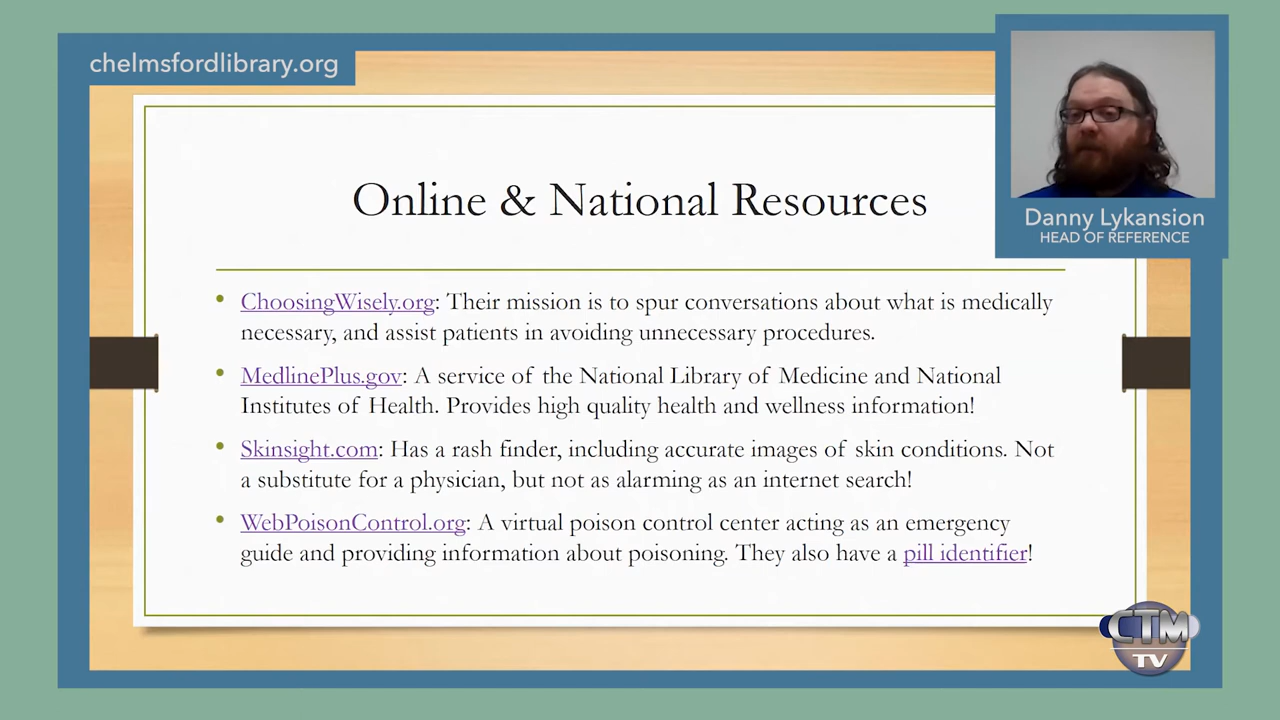 chelmsfordlibrary.org
Online & National Resources
Danny Lykansion
HEAD OF REFERENCE
• ChoosingWisely.org: Their mission is to spur conversations about what is medically
necessary, and assist patients in avoiding unnecessary procedures.
• MedlinePlus.gov: A service of the National Library of Medicine and National
Institutes of Health. Provides high quality health and wellness information!
• Skinsight.com: Has a rash finder, including accurate images of skin conditions. Not
a substitute for a physician, but not as alarming as an internet search!
• WebPoisonControl.org: A virtual poison control center acting as an emergency
guide and providing information about poisoning. They also have a pill identifier!
CTM
TV